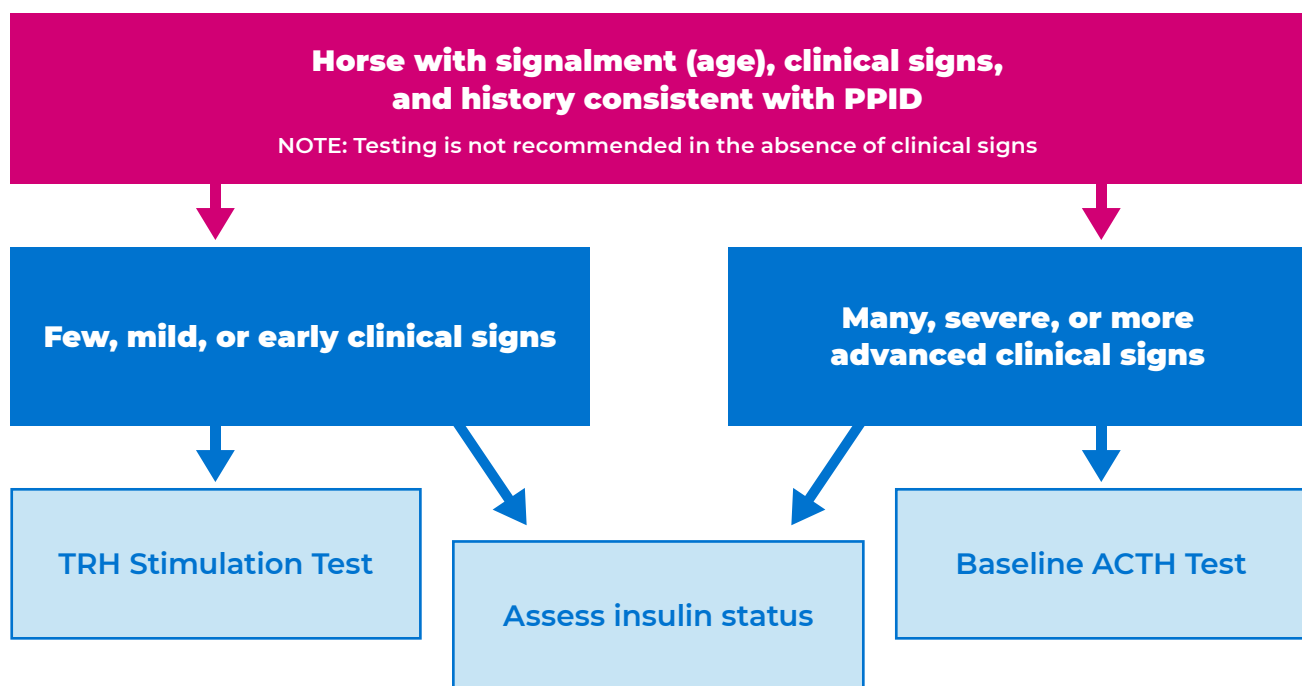 Horse with signalment (age), clinical signs,
and history consistent with PPID
NOTE: Testing is not recommended in the absence of clinical signs
Few, mild, or early clinical signs
Many, severe, or more
advanced clinical signs
TRH Stimulation Test
Assess insulin status
Baseline ACTH Test